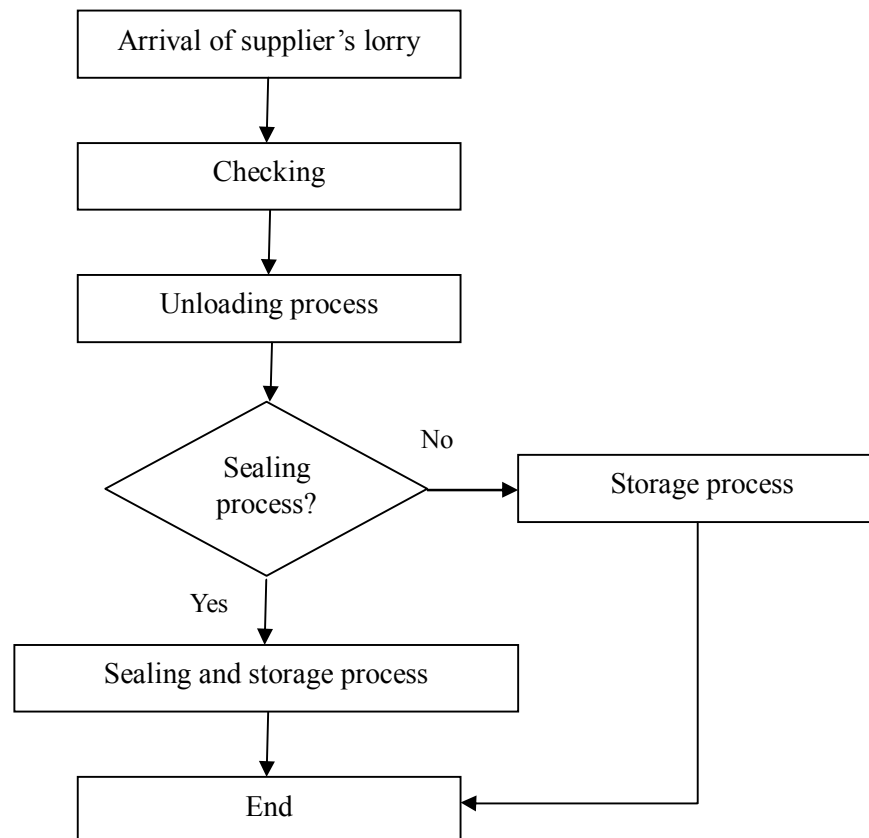 Arrival of supplier’s lorry
Checking
Unloading process
No
Sealing
process?
Storage process
Yes
Sealing and storage process
End